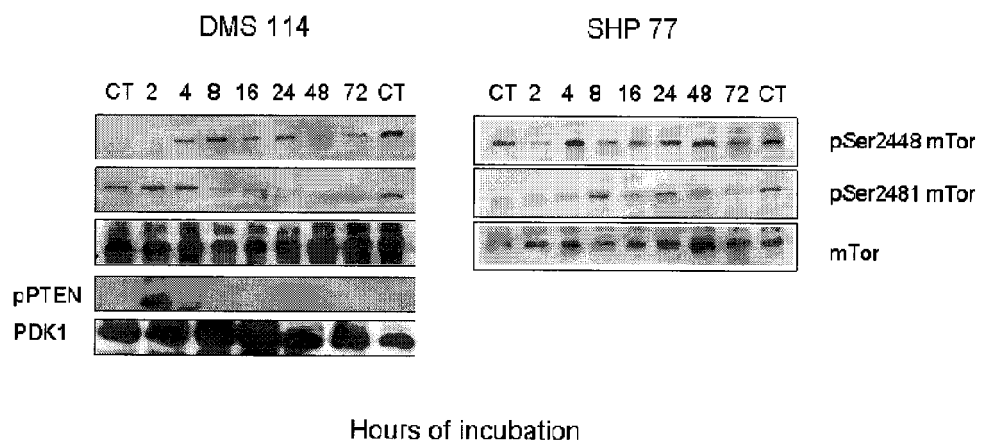 DMS 114
SHP 77
CT 2 4 8 16 24 48 72 CT
CT 2 4 8 16 24 48 72 CT
pSer2448 mTor
pSer2481 mTor
mTor
pPTEN
PDK1
Hours of incubation